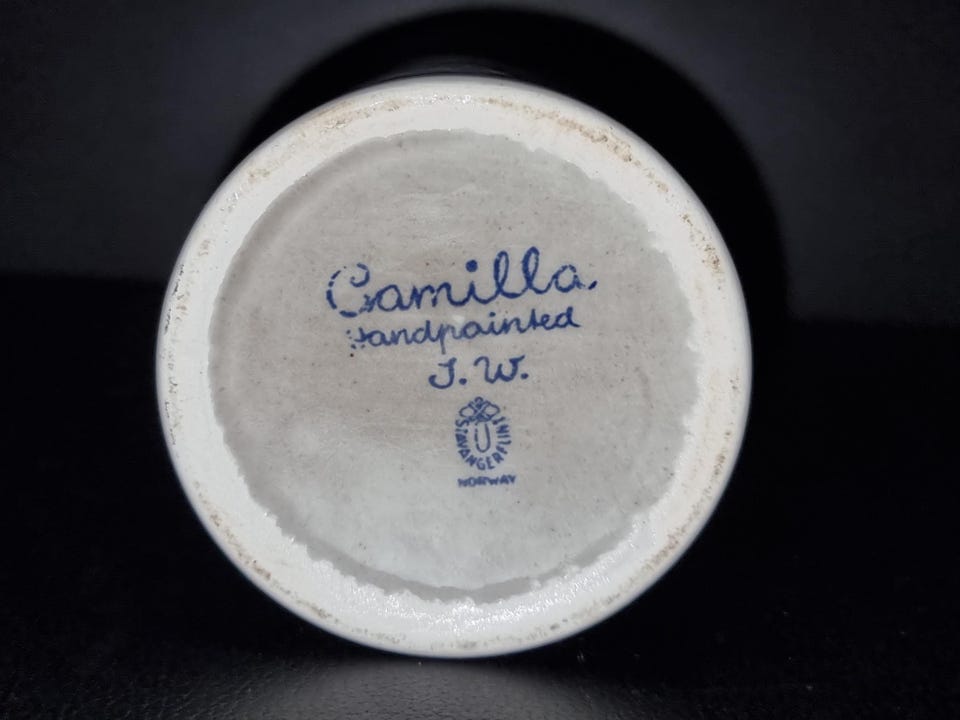 Camilla.
Handpainted
I. W.
STAVANGERFLINT
NORWAY